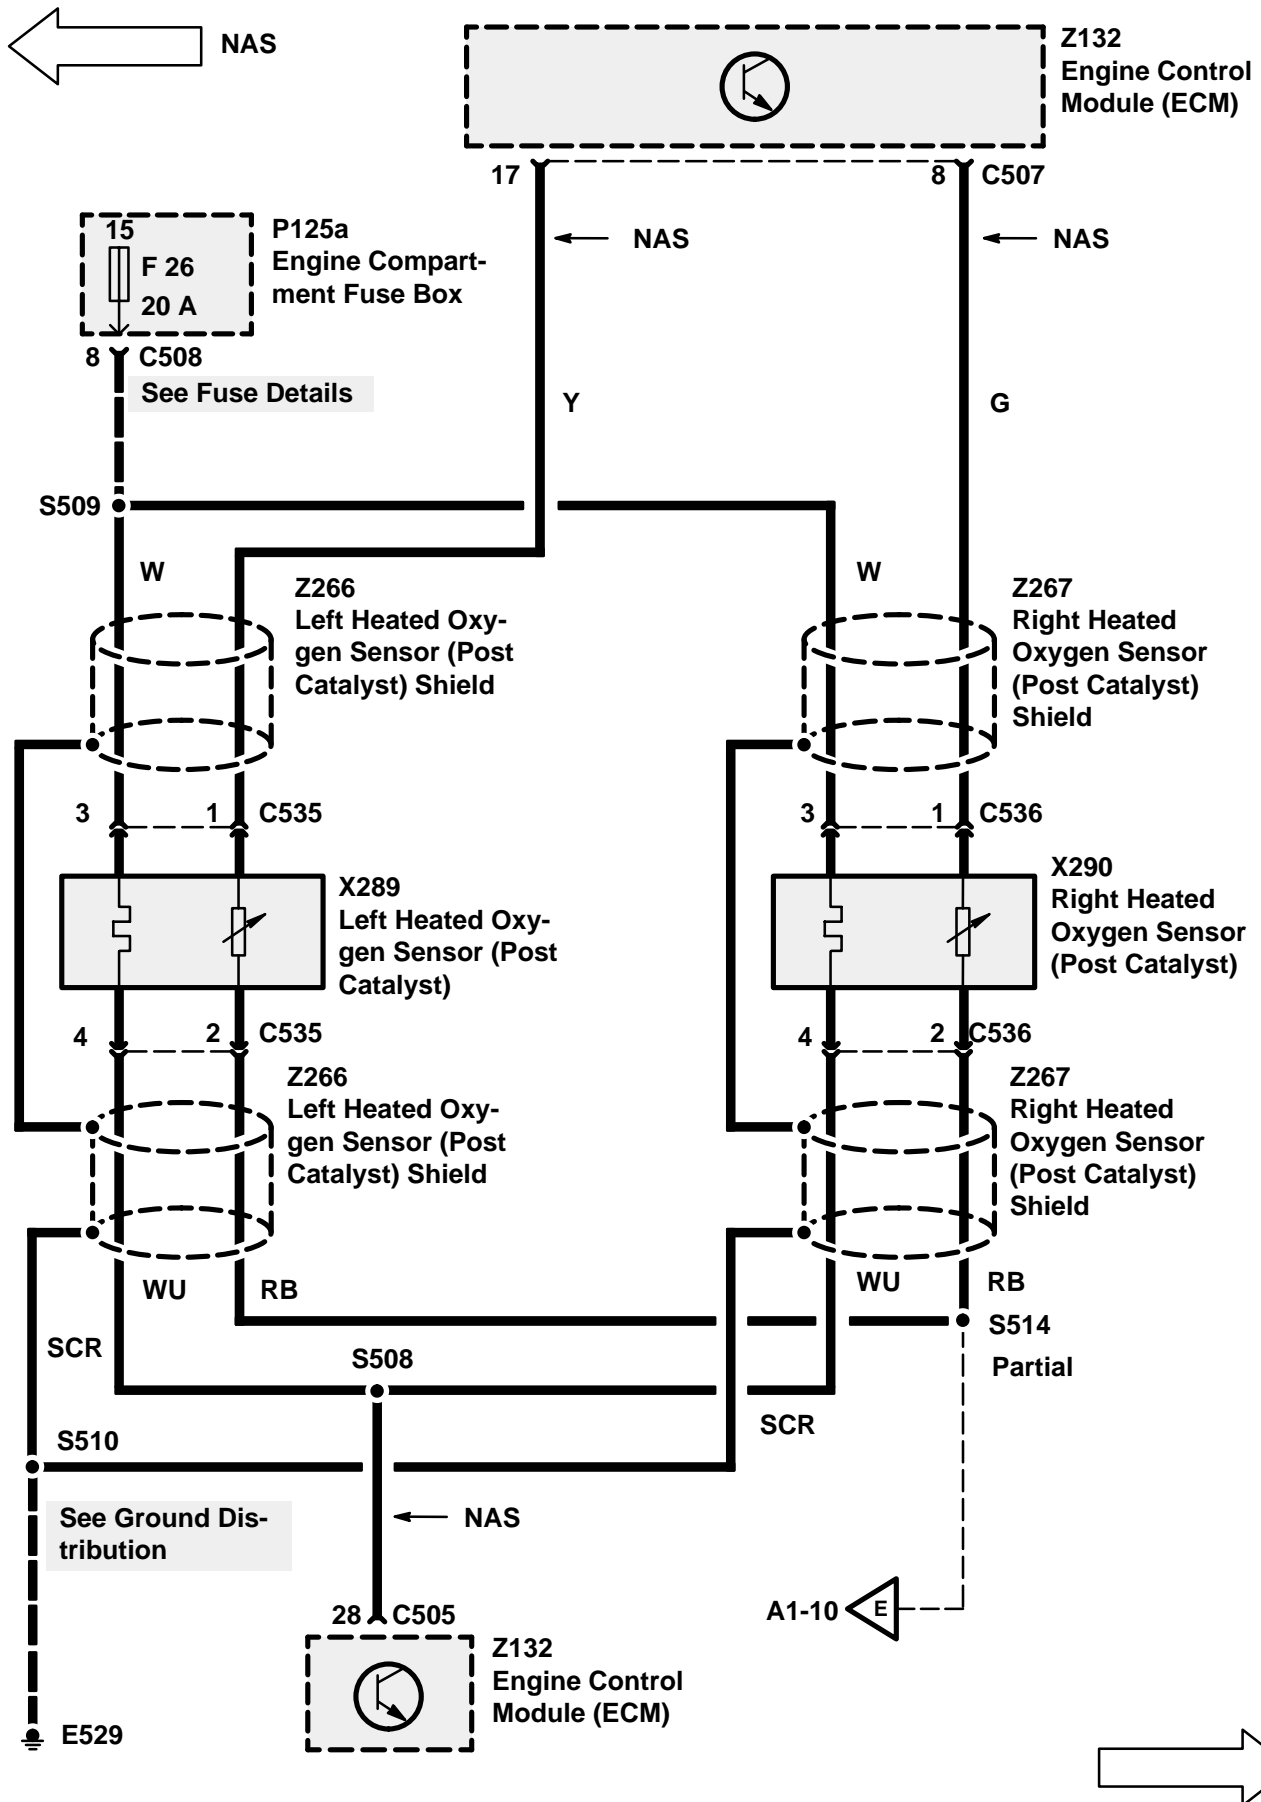 NAS
Z132
Engine Control
Module (ECM)
17
8
C507
NAS
NAS
15
F 26
20 A
P125a
Engine Compart-
ment Fuse Box
8
C508
See Fuse Details
Y
G
S509
W
W
Z266
Left Heated Oxy-
gen Sensor (Post
Catalyst) Shield
Z267
Right Heated
Oxygen Sensor
(Post Catalyst)
Shield
3
1
C535
3
1
C536
X289
Left Heated Oxy-
gen Sensor (Post
Catalyst)
X290
Right Heated
Oxygen Sensor
(Post Catalyst)
4
2
C535
4
2
C536
Z266
Left Heated Oxy-
gen Sensor (Post
Catalyst) Shield
Z267
Right Heated
Oxygen Sensor
(Post Catalyst)
Shield
WU
RB
WU
RB
SCR
S508
S514
Partial
SCR
S510
See Ground Dis-
tribution
NAS
A1-10
E
28
C505
Z132
Engine Control
Module (ECM)
E529